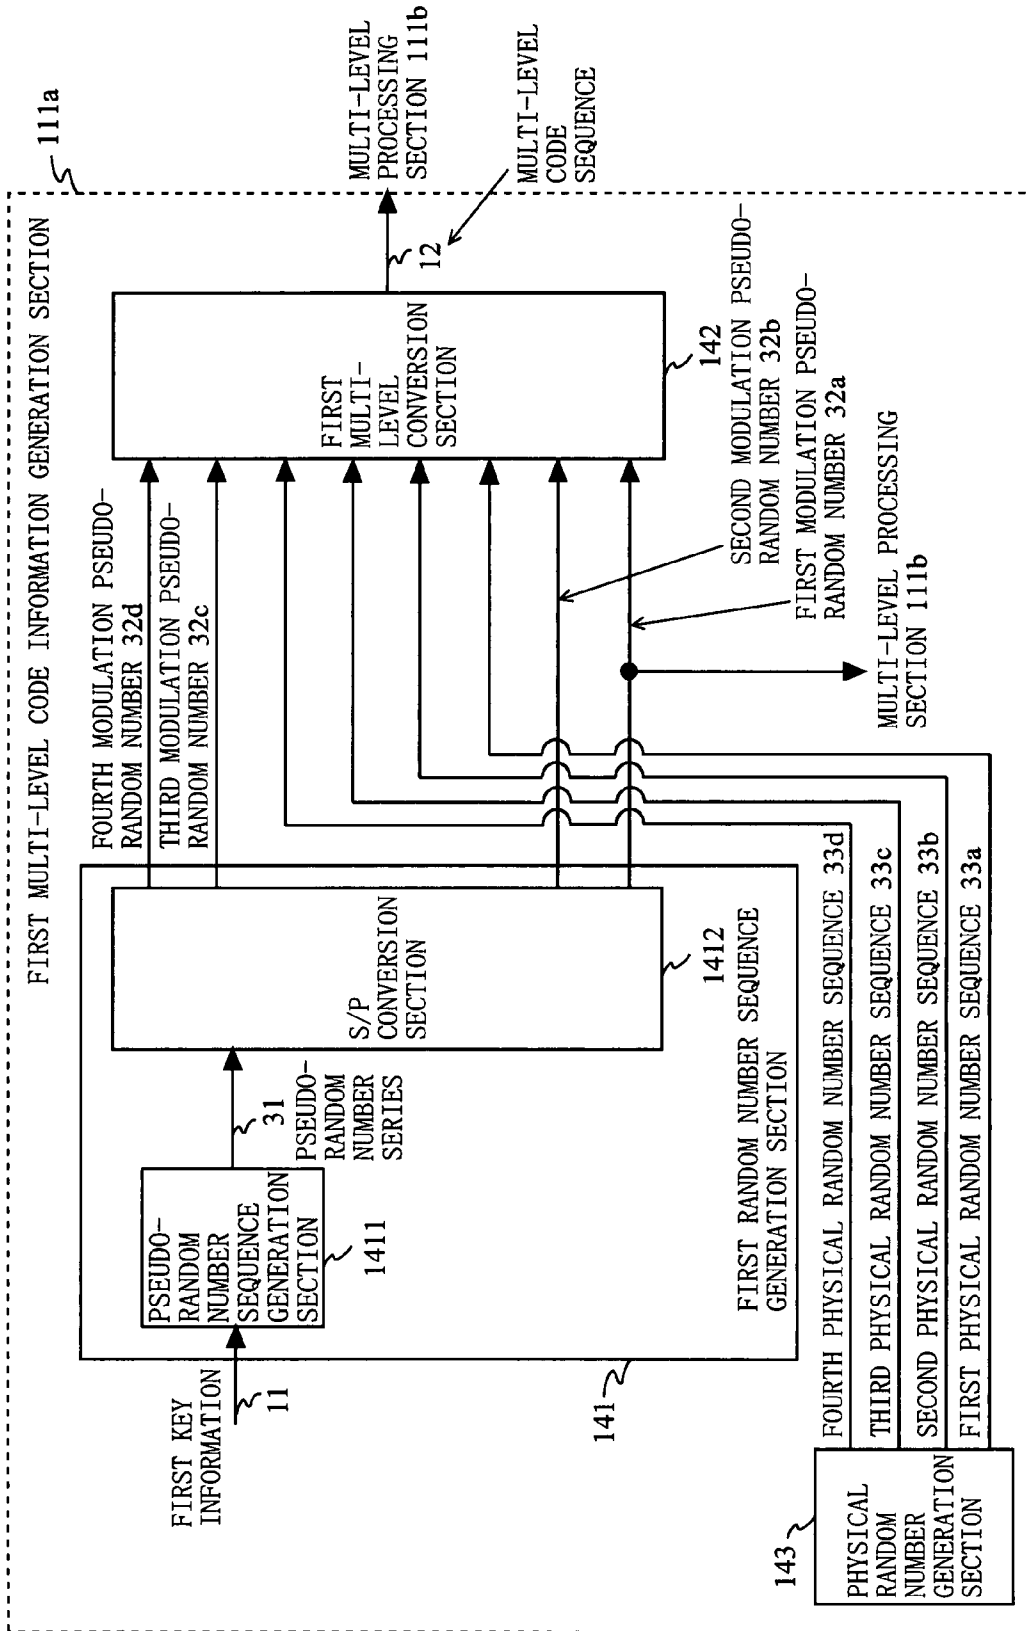 111a
FIRST MULTI-LEVEL CODE INFORMATION GENERATION SECTION
FIRST KEY
INFORMATION
11
PSEUDO-
RANDOM
NUMBER
SEQUENCE
GENERATION
SECTION
1411
31
PSEUDO-
RANDOM
NUMBER
SERIES
S/P
CONVERSION
SECTION
1412
FIRST RANDOM NUMBER SEQUENCE
GENERATION SECTION
141
FOURTH MODULATION PSEUDO-
RANDOM NUMBER 32d
THIRD MODULATION PSEUDO-
RANDOM NUMBER 32c
FIRST
MULTI-
LEVEL
CONVERSION
SECTION
142
12
MULTI-LEVEL
PROCESSING
SECTION 111b
MULTI-LEVEL
CODE
SEQUENCE
SECOND MODULATION PSEUDO-
RANDOM NUMBER 32b
FIRST MODULATION PSEUDO-
RANDOM NUMBER 32a
MULTI-LEVEL PROCESSING
SECTION 111b
143
PHYSICAL
RANDOM
NUMBER
GENERATION
SECTION
FOURTH PHYSICAL RANDOM NUMBER SEQUENCE 33d
THIRD PHYSICAL RANDOM NUMBER SEQUENCE 33c
SECOND PHYSICAL RANDOM NUMBER SEQUENCE 33b
FIRST PHYSICAL RANDOM NUMBER SEQUENCE 33a